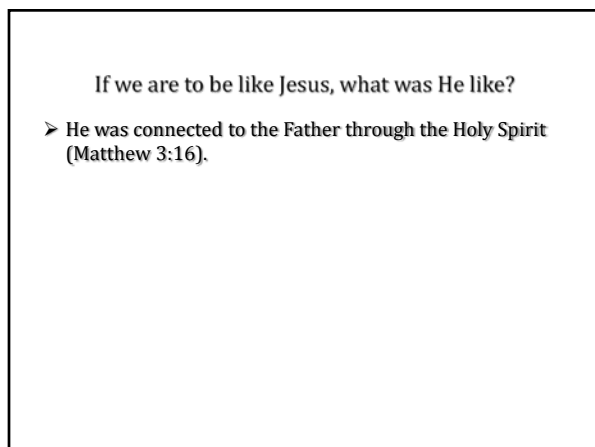 If we are to be like Jesus, what was He like?
➢ He was connected to the Father through the Holy Spirit
(Matthew 3:16).